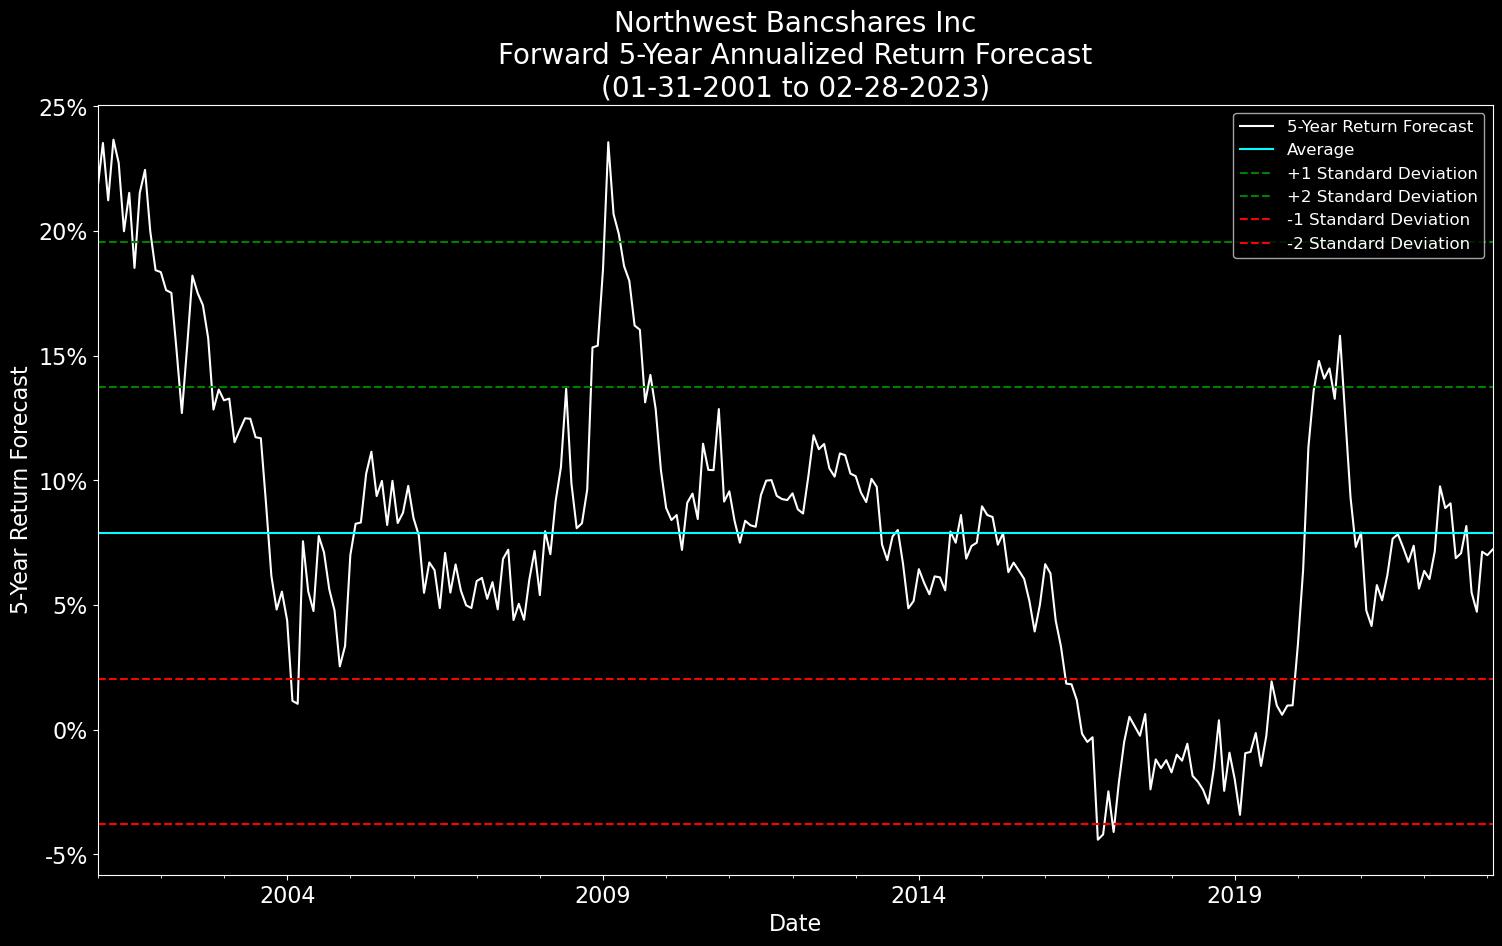 Northwest Bancshares Inc
Forward 5-Year Annualized Return Forecast
(01-31-2001 to 02-28-2023)
5-Year Return Forecast
25%
20%
15%
10%
5%
0%
-5%
5-Year Return Forecast
Average
+1 Standard Deviation
+2 Standard Deviation
-1 Standard Deviation
-2 Standard Deviation
2004
2009
2014
2019
Date